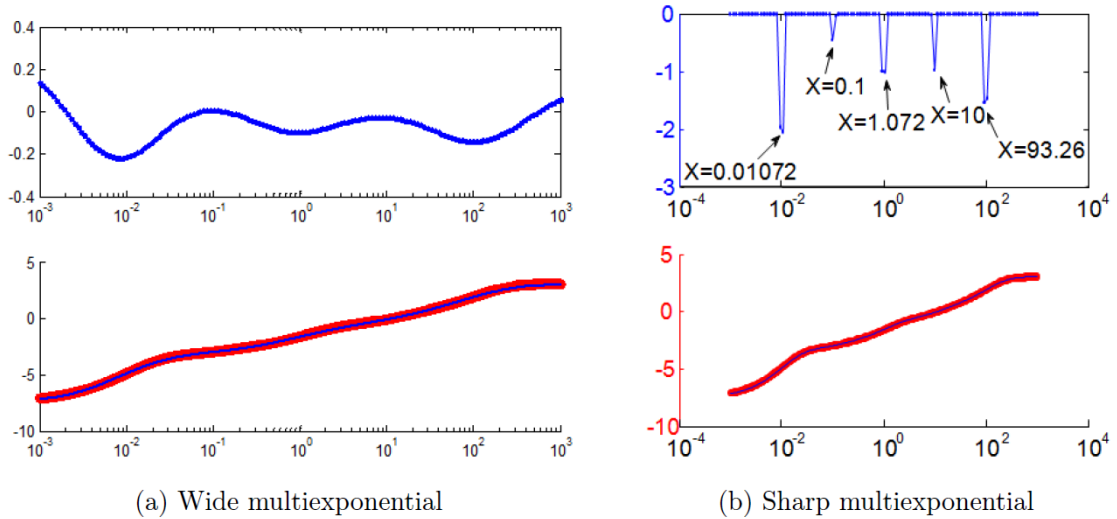 0.4
0.2
0
-0.2
-0.4
10^-3 10^-2 10^-1 10^0 10^1 10^2 10^3
5
0
-5
-10
10^-3 10^-2 10^-1 10^0 10^1 10^2 10^3
(a) Wide multiexponential
0
-1
-2
-3
X=0.1
X=1.072
X=10
X=93.26
X=0.01072
10^-4 10^-2 10^0 10^2 10^4
5
0
-5
-10
10^-4 10^-2 10^0 10^2 10^4
(b) Sharp multiexponential